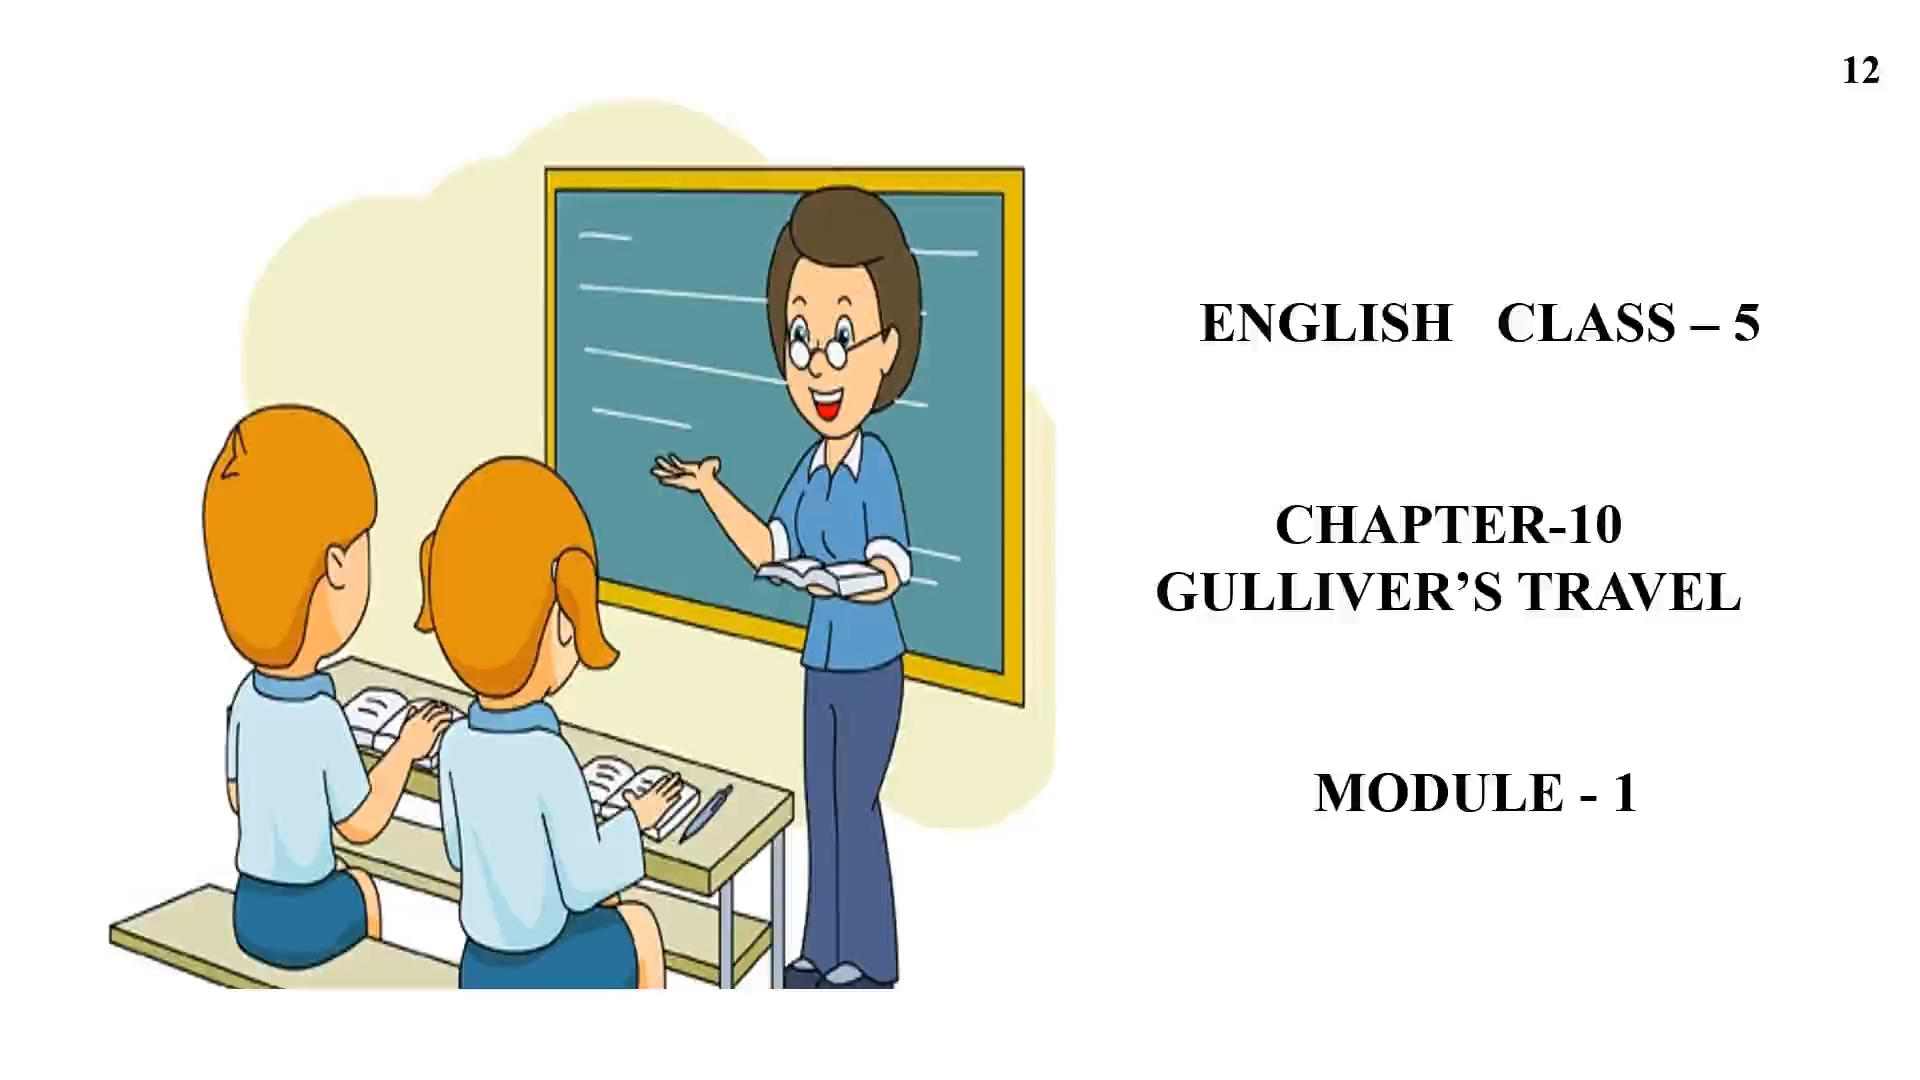 12
ENGLISH CLASS – 5
CHAPTER-10
GULLIVER’S TRAVEL
MODULE - 1